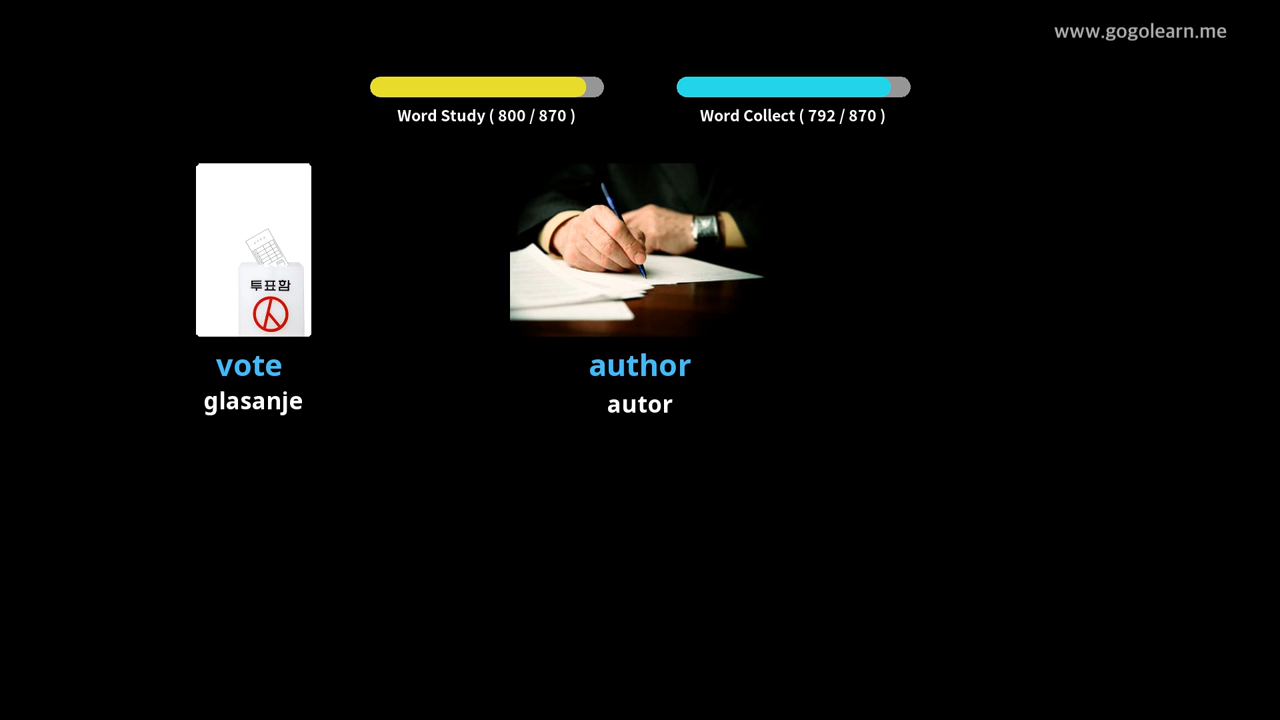 www.gogolearn.me
Word Study ( 800 / 870 )
Word Collect ( 792 / 870 )
투표함
vote
glasanje
author
autor